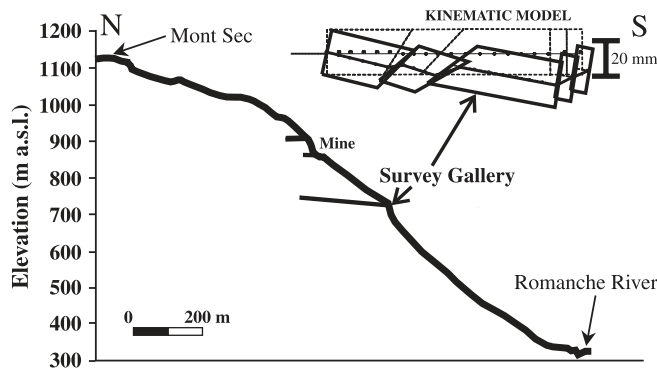 KINEMATIC MODEL
N
S
1200
Mont Sec
20 mm
1100
1000
900
Mine
800
Survey Gallery
700
600
500
Romanche River
0 200 m
400
300
Elevation (m a.s.l.)